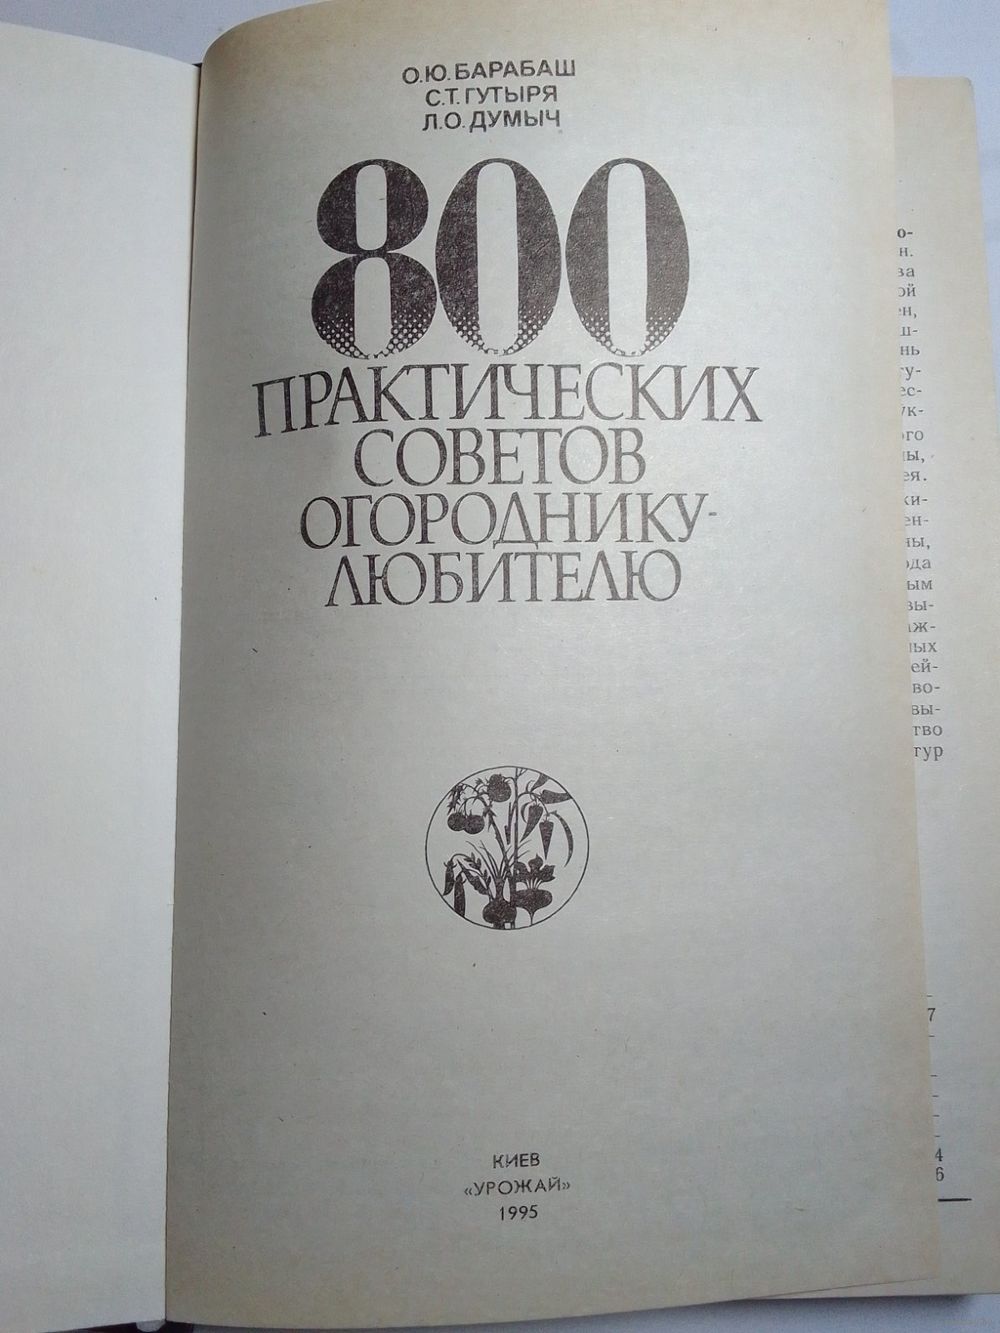 О.Ю. БАРАБАШ
С.Т. ГУТЫРЯ
Л.О. ДУМЫЧ
800
ПРАКТИЧЕСКИХ
СОВЕТОВ
ОГОРОДНИКУ-
ЛЮБИТЕЛЮ
КИЕВ
«УРОЖАЙ»
1995